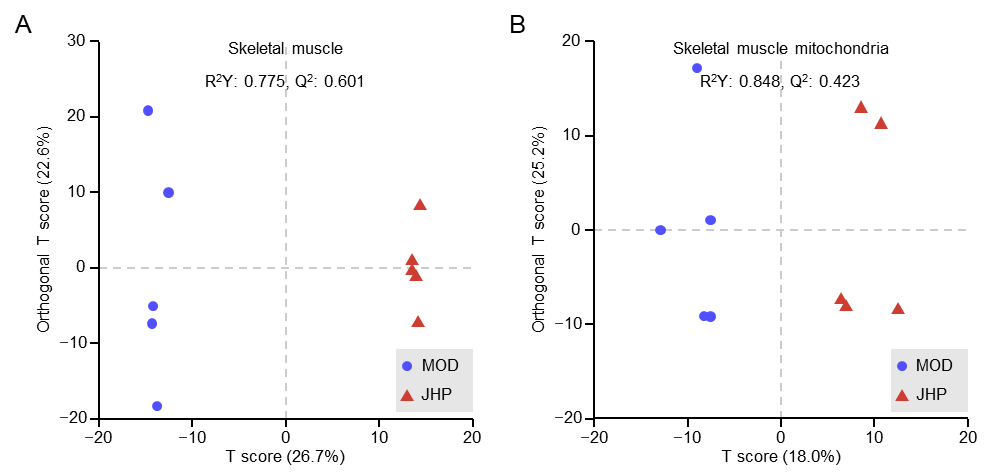 A
Skeletal muscle
R²Y: 0.775, Q²: 0.601
30
20
10
0
−10
−20
Orthogonal T score (22.6%)
−20
−10
0
10
20
T score (26.7%)
MOD
JHP
B
Skeletal muscle mitochondria
R²Y: 0.848, Q²: 0.423
20
10
0
−10
−20
Orthogonal T score (25.2%)
−20
−10
0
10
20
T score (18.0%)
MOD
JHP